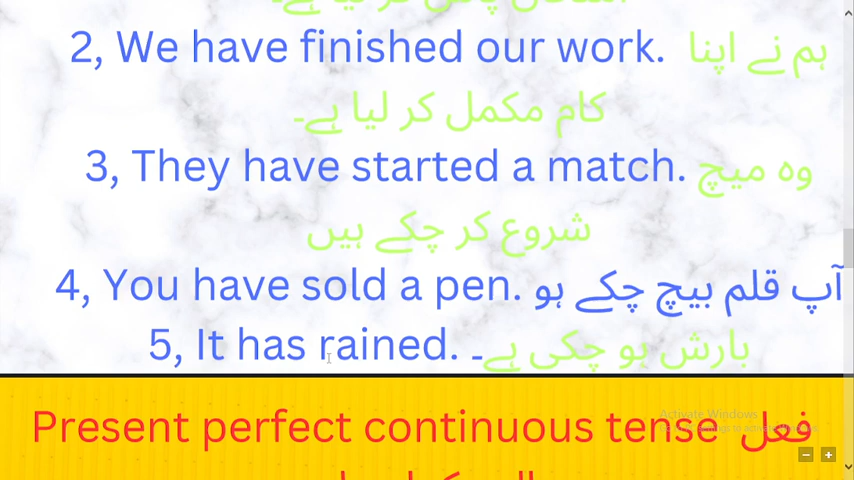 2, We have finished our work. ہم نے اپنا
کام مکمل کر لیا ہے۔
3, They have started a match. وہ میچ
شروع کر چکے ہیں
4, You have sold a pen. آپ قلم بیچ چکے ہو
5, It has rained. بارش ہو چکی ہے۔
Present perfect continuous tense فعل
Activate Windows